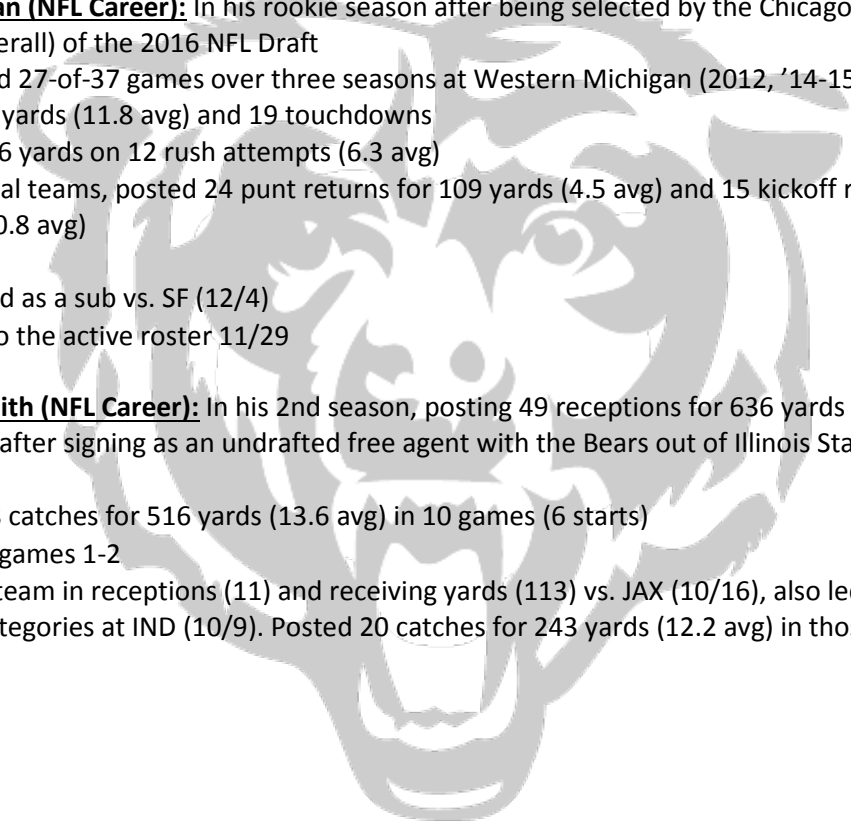 an (NFL Career): In his rookie season after being selected by the Chicago
erall) of the 2016 NFL Draft
d 27-of-37 games over three seasons at Western Michigan (2012, ’14-15
yards (11.8 avg) and 19 touchdowns
6 yards on 12 rush attempts (6.3 avg)
al teams, posted 24 punt returns for 109 yards (4.5 avg) and 15 kickoff r
0.8 avg)
d as a sub vs. SF (12/4)
o the active roster 11/29
ith (NFL Career): In his 2nd season, posting 49 receptions for 636 yards
after signing as an undrafted free agent with the Bears out of Illinois Sta
catches for 516 yards (13.6 avg) in 10 games (6 starts)
games 1-2
team in receptions (11) and receiving yards (113) vs. JAX (10/16), also led
ategories at IND (10/9). Posted 20 catches for 243 yards (12.2 avg) in thos